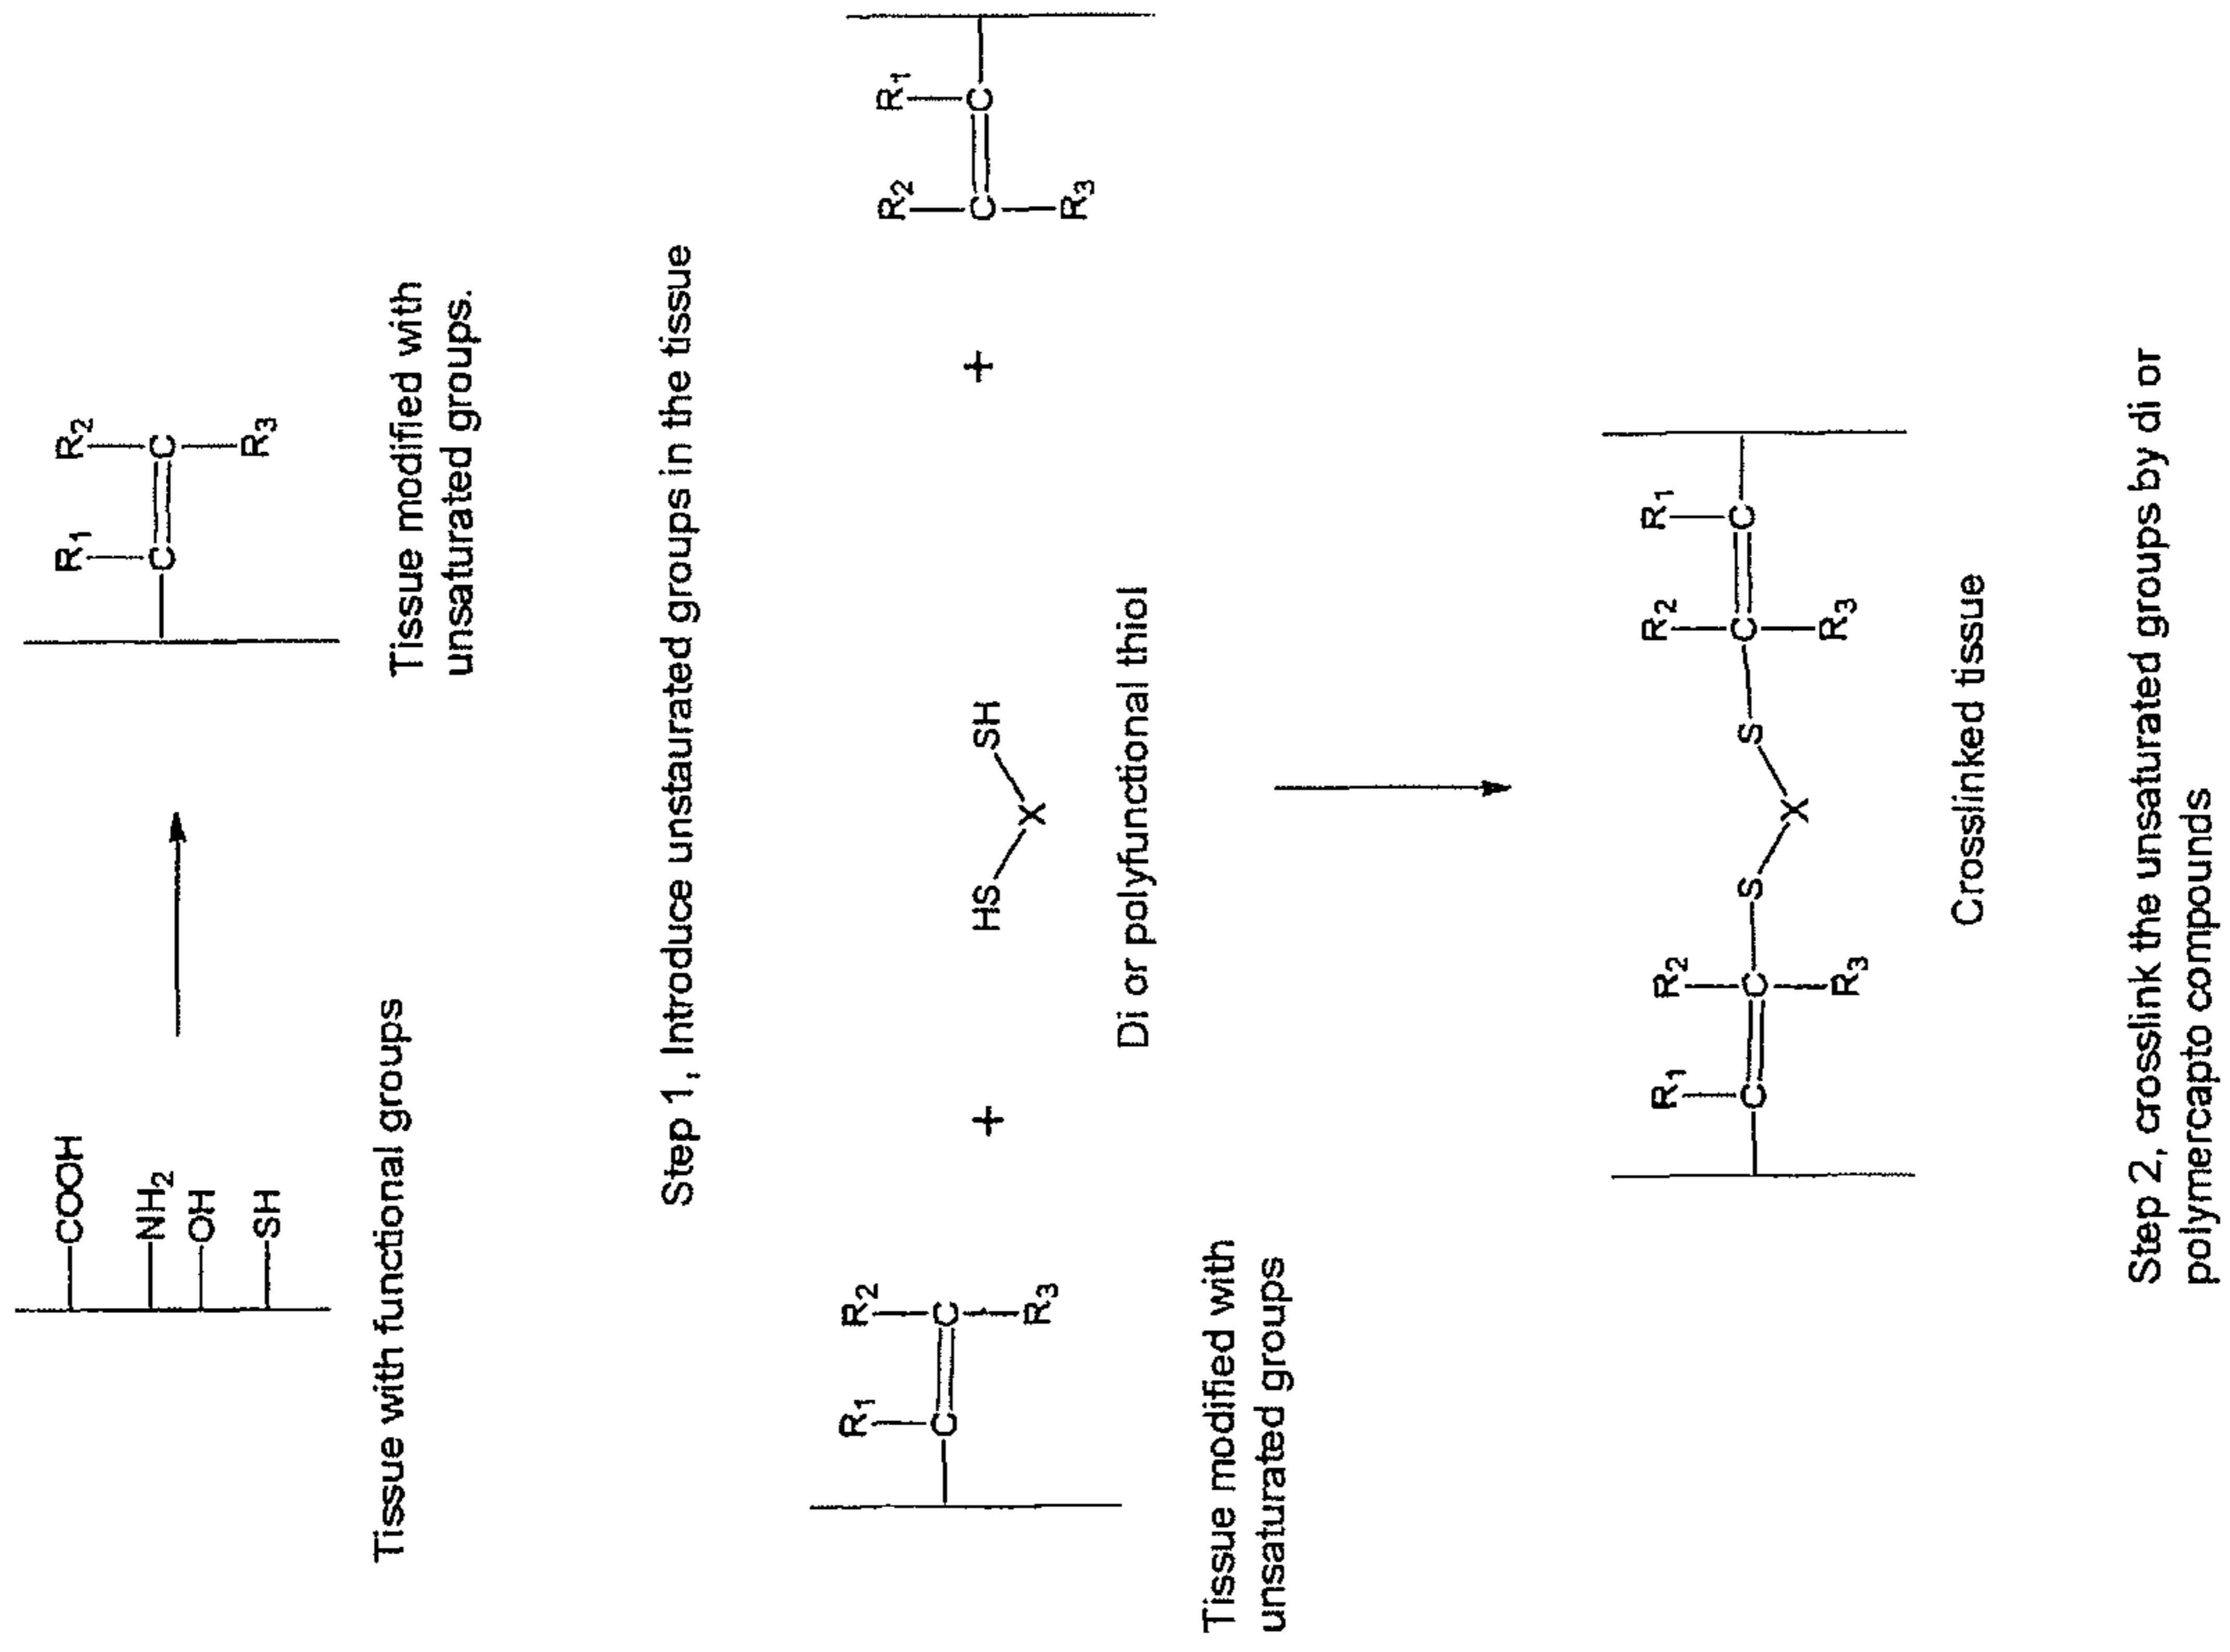 COOH
NH₂
OH
SH
Tissue with functional groups
R₁ R₂
C C
R₃
Tissue modified with
unsaturated groups.
Step 1, Introduce unstaurated groups in the tissue
R₁ R₂
C C
R₃
Tissue modified with
unsaturated groups
+
HS SH
X
Di or polyfunctional thiol
+
R₂ R₁
C C
R₃
R₁ R₂ R₂ R₁
C C S S C C
R₃ X R₃
Crosslinked tissue
Step 2, crosslink the unsaturated groups by di or
polymercapto compounds